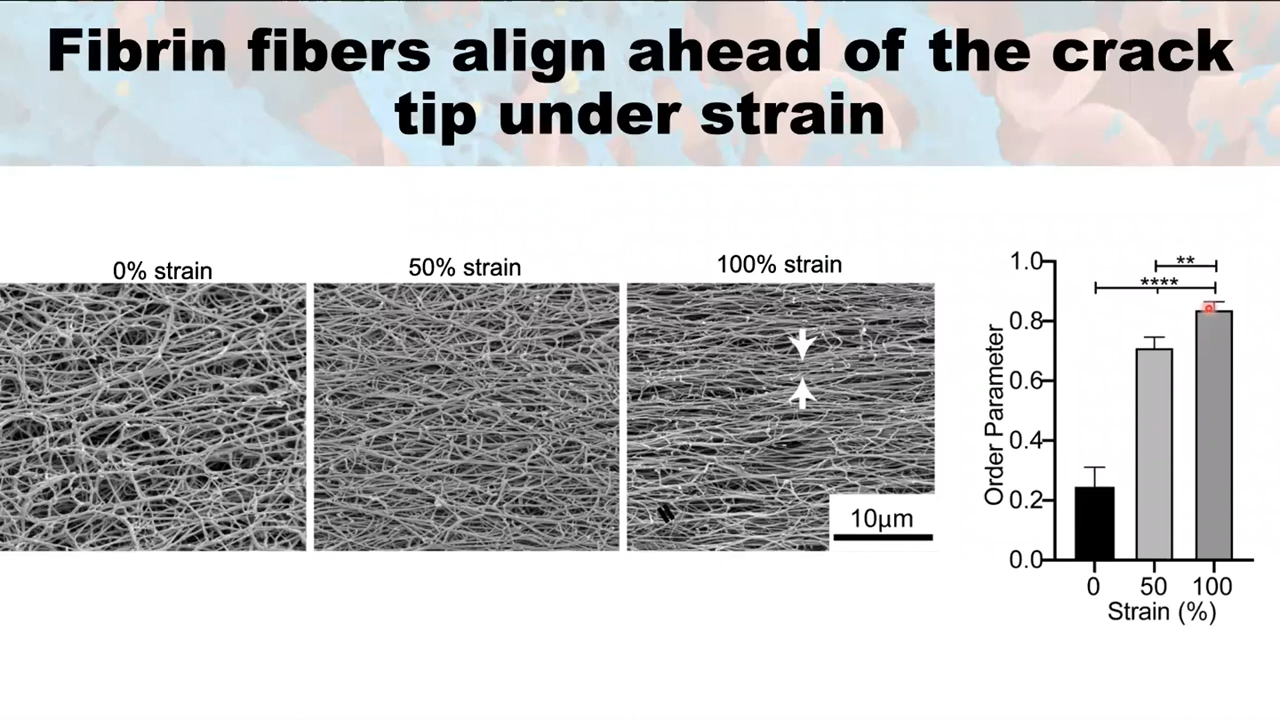 Fibrin fibers align ahead of the crack
tip under strain
0% strain
50% strain
100% strain
10µm
Order Parameter
1.0
0.8
0.6
0.4
0.2
0.0
**
****
0
50
100
Strain (%)